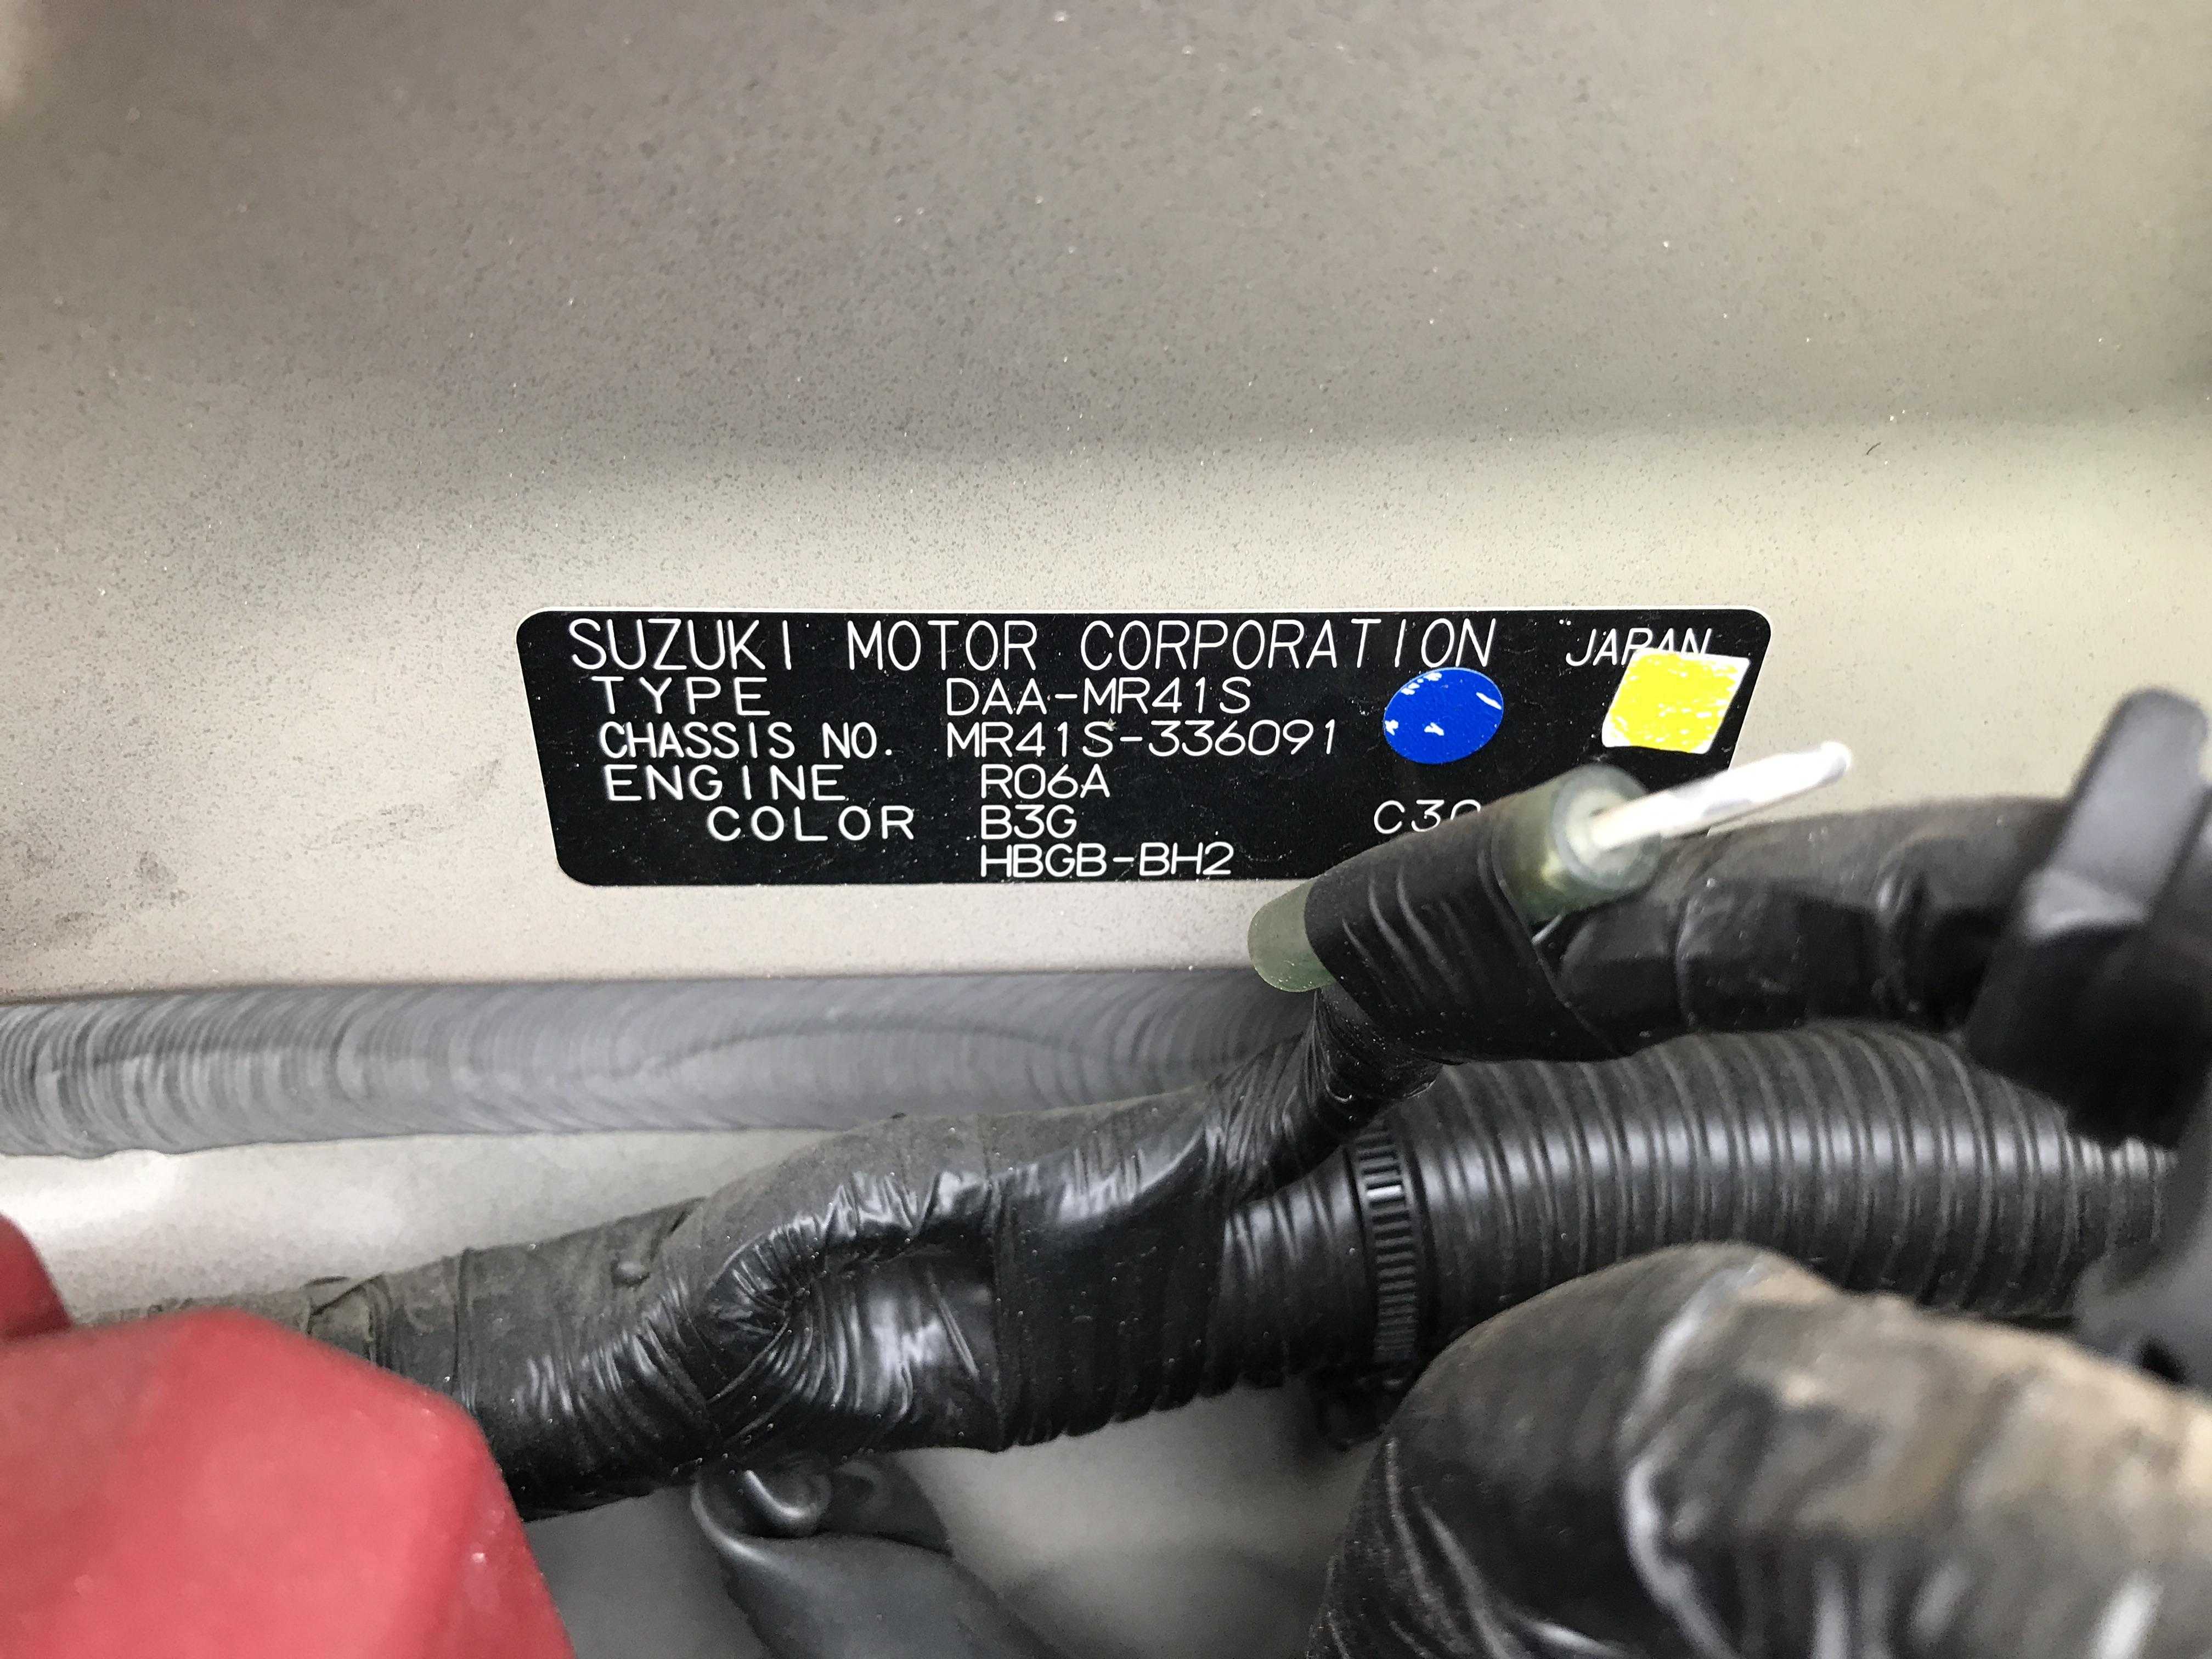 SUZUKI MOTOR CORPORATION JAPAN
TYPE DAA-MR41S
CHASSIS NO. MR41S-336091
ENGINE R06A
COLOR B3G
HBGB-BH2